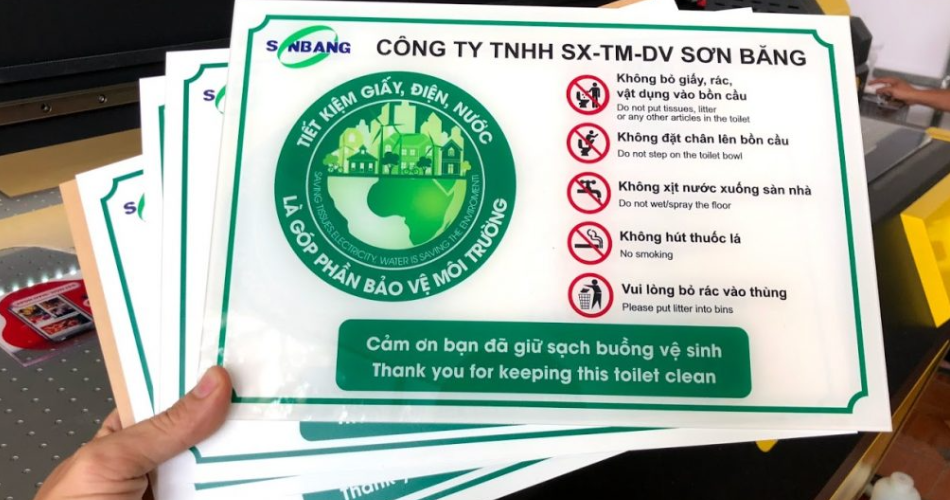 SONBANG
CÔNG TY TNHH SX-TM-DV SƠN BĂNG
TIẾT KIỆM GIẤY, ĐIỆN, NƯỚC
SAVING TISSUES, ELECTRICITY, WATER IS SAVING THE ENVIROMENT!
LÀ GÓP PHẦN BẢO VỆ MÔI TRƯỜNG
Không bỏ giấy, rác,
vật dụng vào bồn cầu
Do not put tissues, litter
or any other articles in the toilet
Không đặt chân lên bồn cầu
Do not step on the toilet bowl
Không xịt nước xuống sàn nhà
Do not wet/spray the floor
Không hút thuốc lá
No smoking
Vui lòng bỏ rác vào thùng
Please put litter into bins
Cảm ơn bạn đã giữ sạch buồng vệ sinh
Thank you for keeping this toilet clean